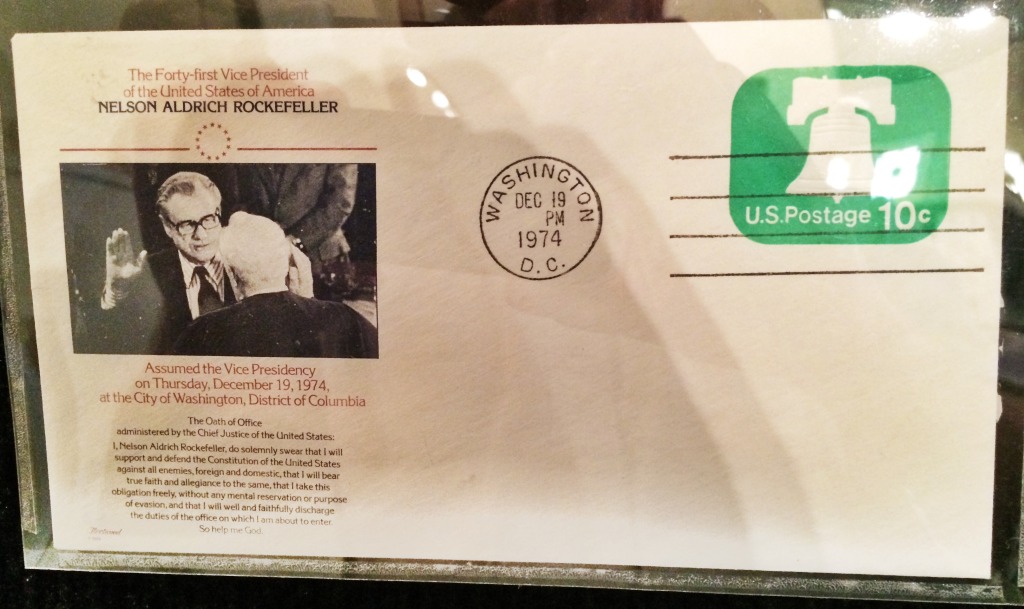 The Forty-first Vice President
of the United States of America
NELSON ALDRICH ROCKEFELLER
Assumed the Vice Presidency
on Thursday, December 19, 1974,
at the City of Washington, District of Columbia
The Oath of Office
administered by the Chief Justice of the United States:
I, Nelson Aldrich Rockefeller, do solemnly swear that I will
support and defend the Constitution of the United States
against all enemies, foreign and domestic, that I will bear
true faith and allegiance to the same, that I take this
obligation freely, without any mental reservation or purpose
of evasion, and that I will well and faithfully discharge
the duties of the office on which I am about to enter.
So help me God.
WASHINGTON
DEC 19
PM
1974
D.C.
U.S.Postage 10c